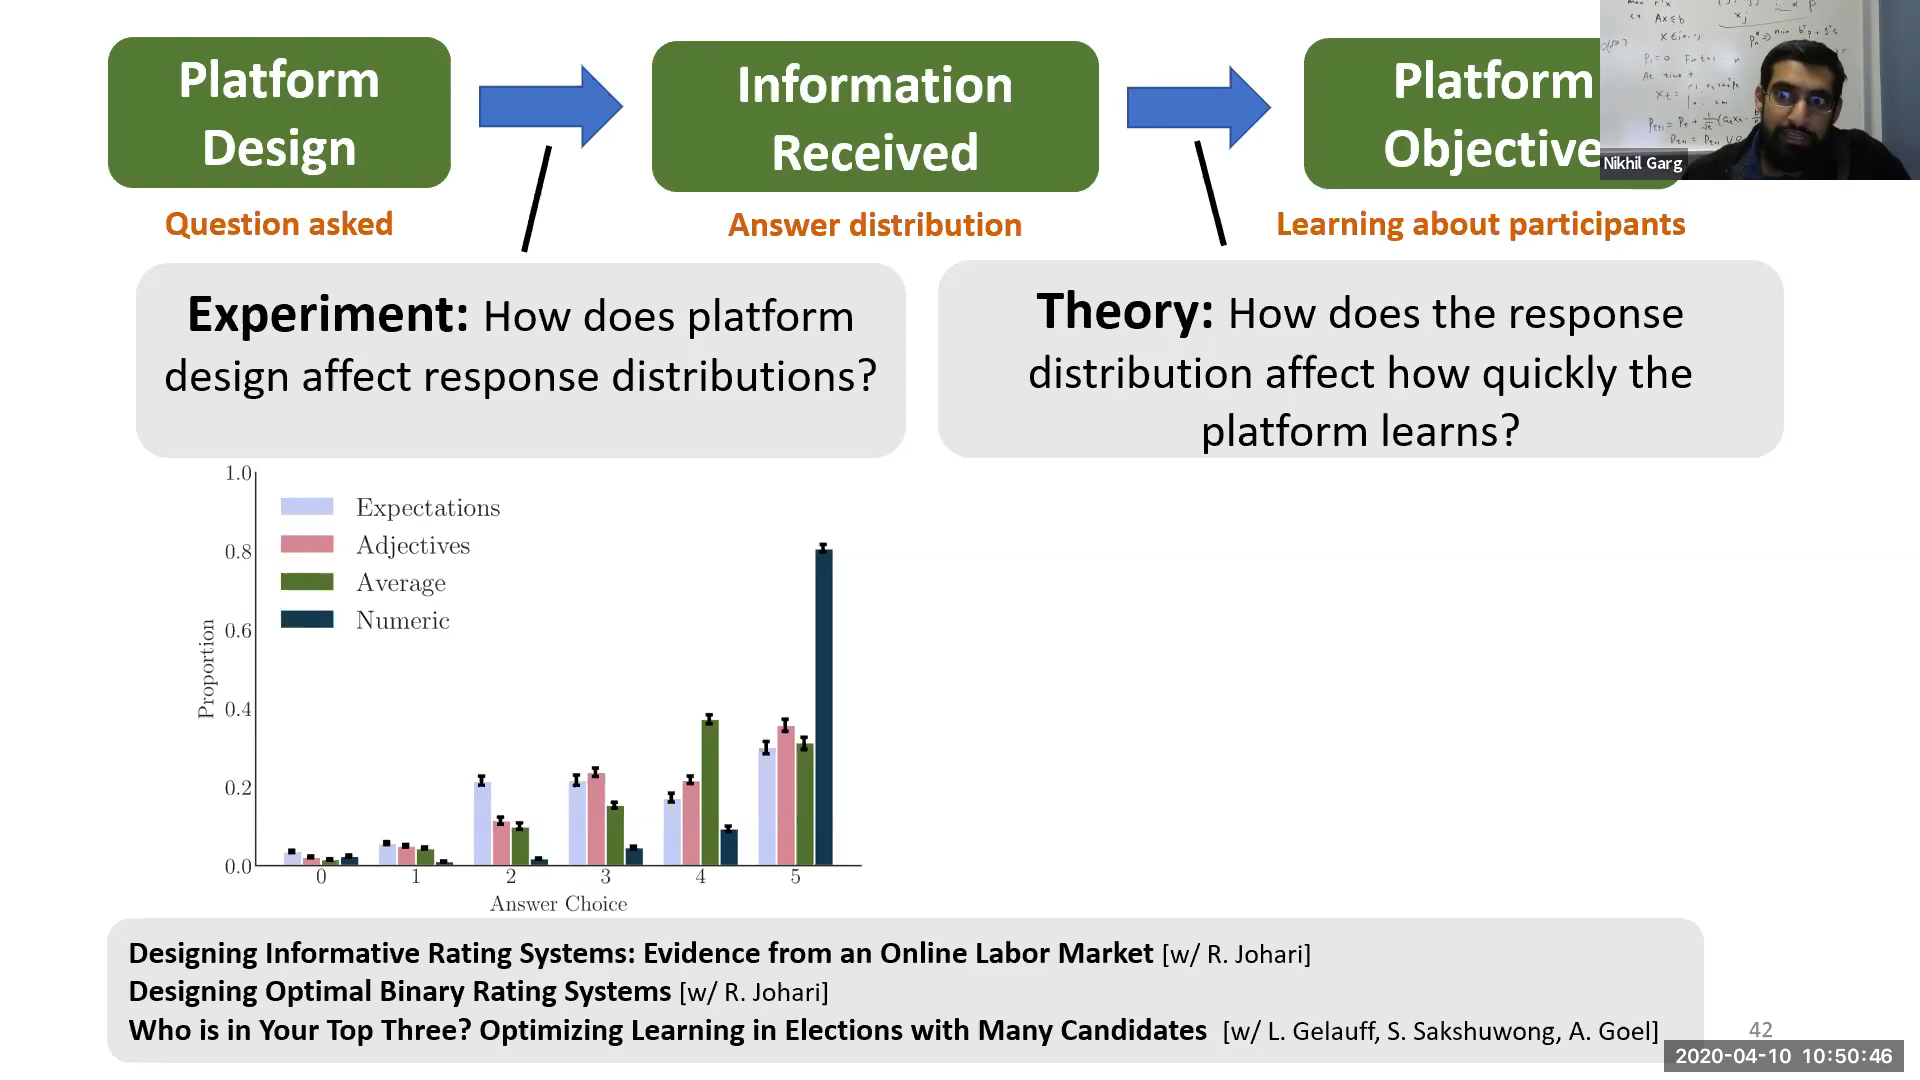 Platform
Design
Information
Received
Platform
Objective
Nikhil Garg
Question asked
Answer distribution
Learning about participants
Experiment: How does platform
design affect response distributions?
Theory: How does the response
distribution affect how quickly the
platform learns?
1.0
0.8
0.6
0.4
0.2
0.0
Proportion
Expectations
Adjectives
Average
Numeric
0 1 2 3 4 5
Answer Choice
Designing Informative Rating Systems: Evidence from an Online Labor Market [w/ R. Johari]
Designing Optimal Binary Rating Systems [w/ R. Johari]
Who is in Your Top Three? Optimizing Learning in Elections with Many Candidates [w/ L. Gelauff, S. Sakshuwong, A. Goel]
42
2020-04-10 10:50:46